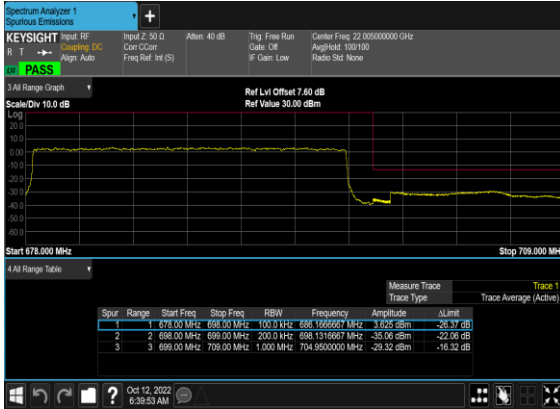 Spectrum Analyzer 1
Spurious Emissions
+
KEYSIGHT Input: RF Input Z: 50 Ω Atten: 40 dB Trig: Free Run Center Freq: 22.005000000 GHz
R T Coupling: DC Corr CCorr Gate: Off Avg|Hold: 100/100
Align: Auto Freq Ref: Int (S) IF Gain: Low Radio Std: None
PASS
3 All Range Graph
Ref Lvl Offset 7.60 dB
Scale/Div 10.0 dB Ref Value 30.00 dBm
Log
20.0
10.0
0.00
-10.0
-20.0
-30.0
-40.0
-50.0
-60.0
Start 678.000 MHz Stop 709.000 MH
4 All Range Table
Measure Trace Trace 1
Trace Type Trace Average (Active)
Spur Range Start Freq Stop Freq RBW Frequency Amplitude ΔLimit
1 1 678.00 MHz 698.00 MHz 100.0 kHz 686.1666667 MHz 3.625 dBm -26.37 dB
2 2 698.00 MHz 699.00 MHz 200.0 kHz 698.1316667 MHz -35.06 dBm -22.06 dB
3 3 699.00 MHz 709.00 MHz 1.000 MHz 704.9500000 MHz -29.32 dBm -16.32 dB
? Oct 12, 2022
6:39:53 AM